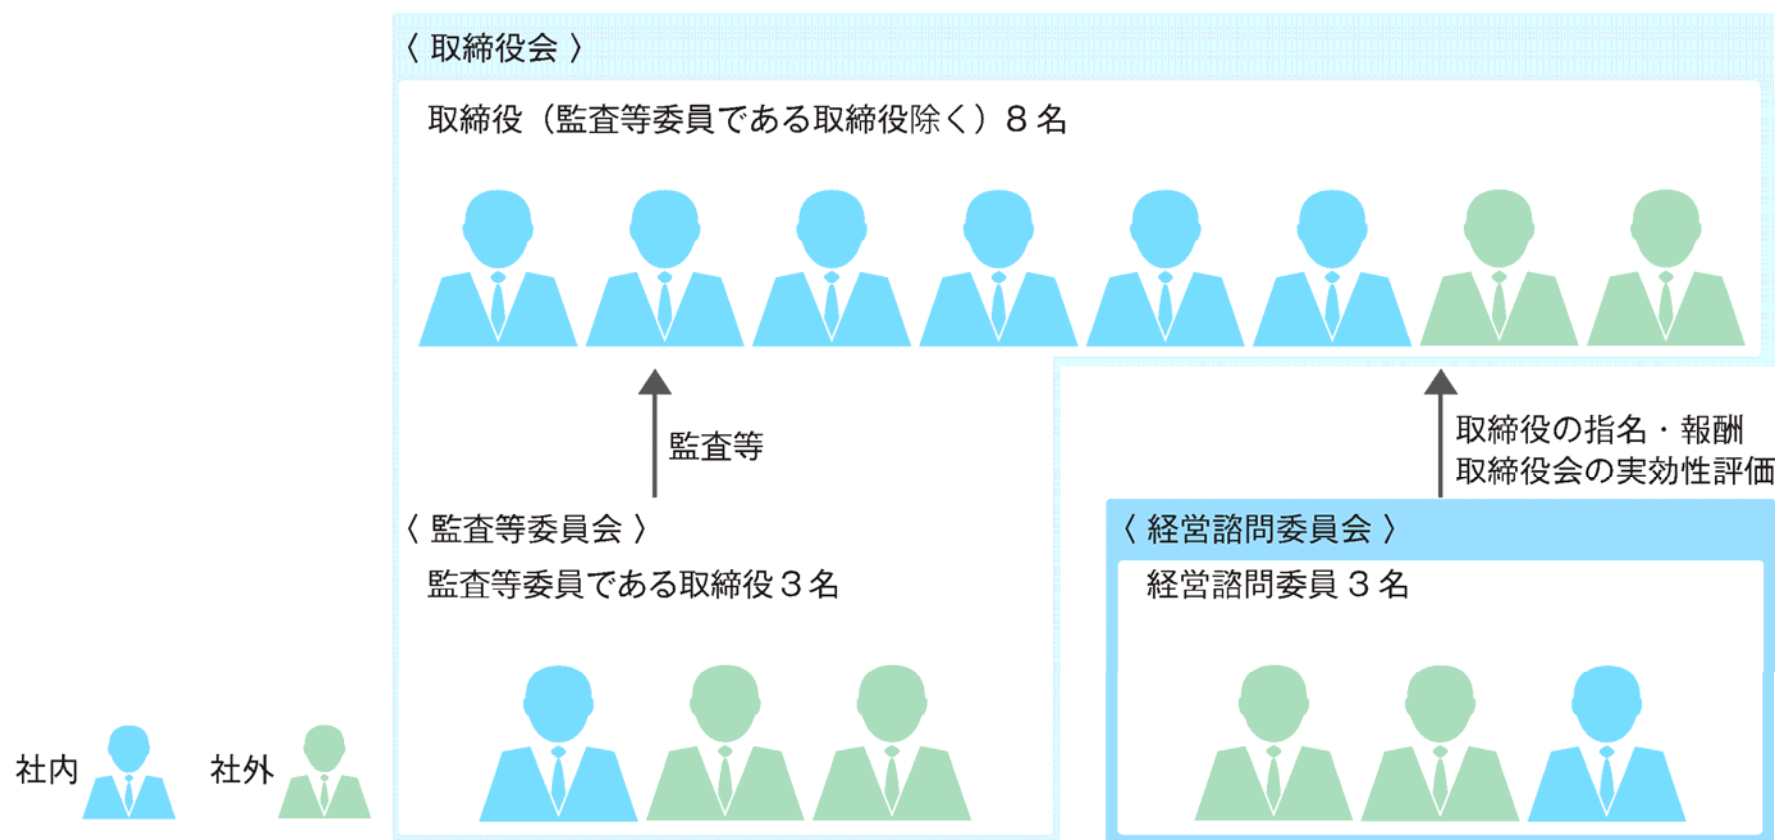 〈 取締役会 〉
取締役（監査等委員である取締役除く）8 名
監査等
取締役の指名・報酬
取締役会の実効性評価
〈 監査等委員会 〉
監査等委員である取締役 3 名
〈 経営諮問委員会 〉
経営諮問委員 3 名
社内
社外